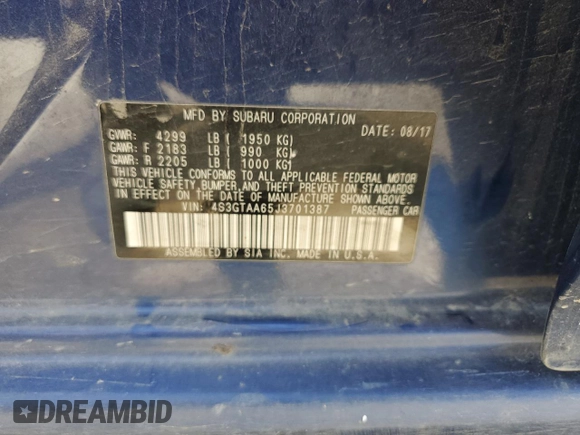 MFD BY SUBARU CORPORATION
GVWR: 4299 LB ( 1950 KG) DATE: 08/17
GAWR: F 2183 LB ( 990 KG)
GAWR: R 2205 LB ( 1000 KG)
THIS VEHICLE CONFORMS TO ALL APPLICABLE FEDERAL MOTOR
VEHICLE SAFETY, BUMPER, AND THEFT PREVENTION STANDARDS
IN EFFECT ON THE DATE OF MANUFACTURE SHOWN ABOVE.
VIN: 4S3GTAA65J3701387 PASSENGER CAR
ASSEMBLED BY SIA INC. MADE IN U.S.A.
DREAMBID